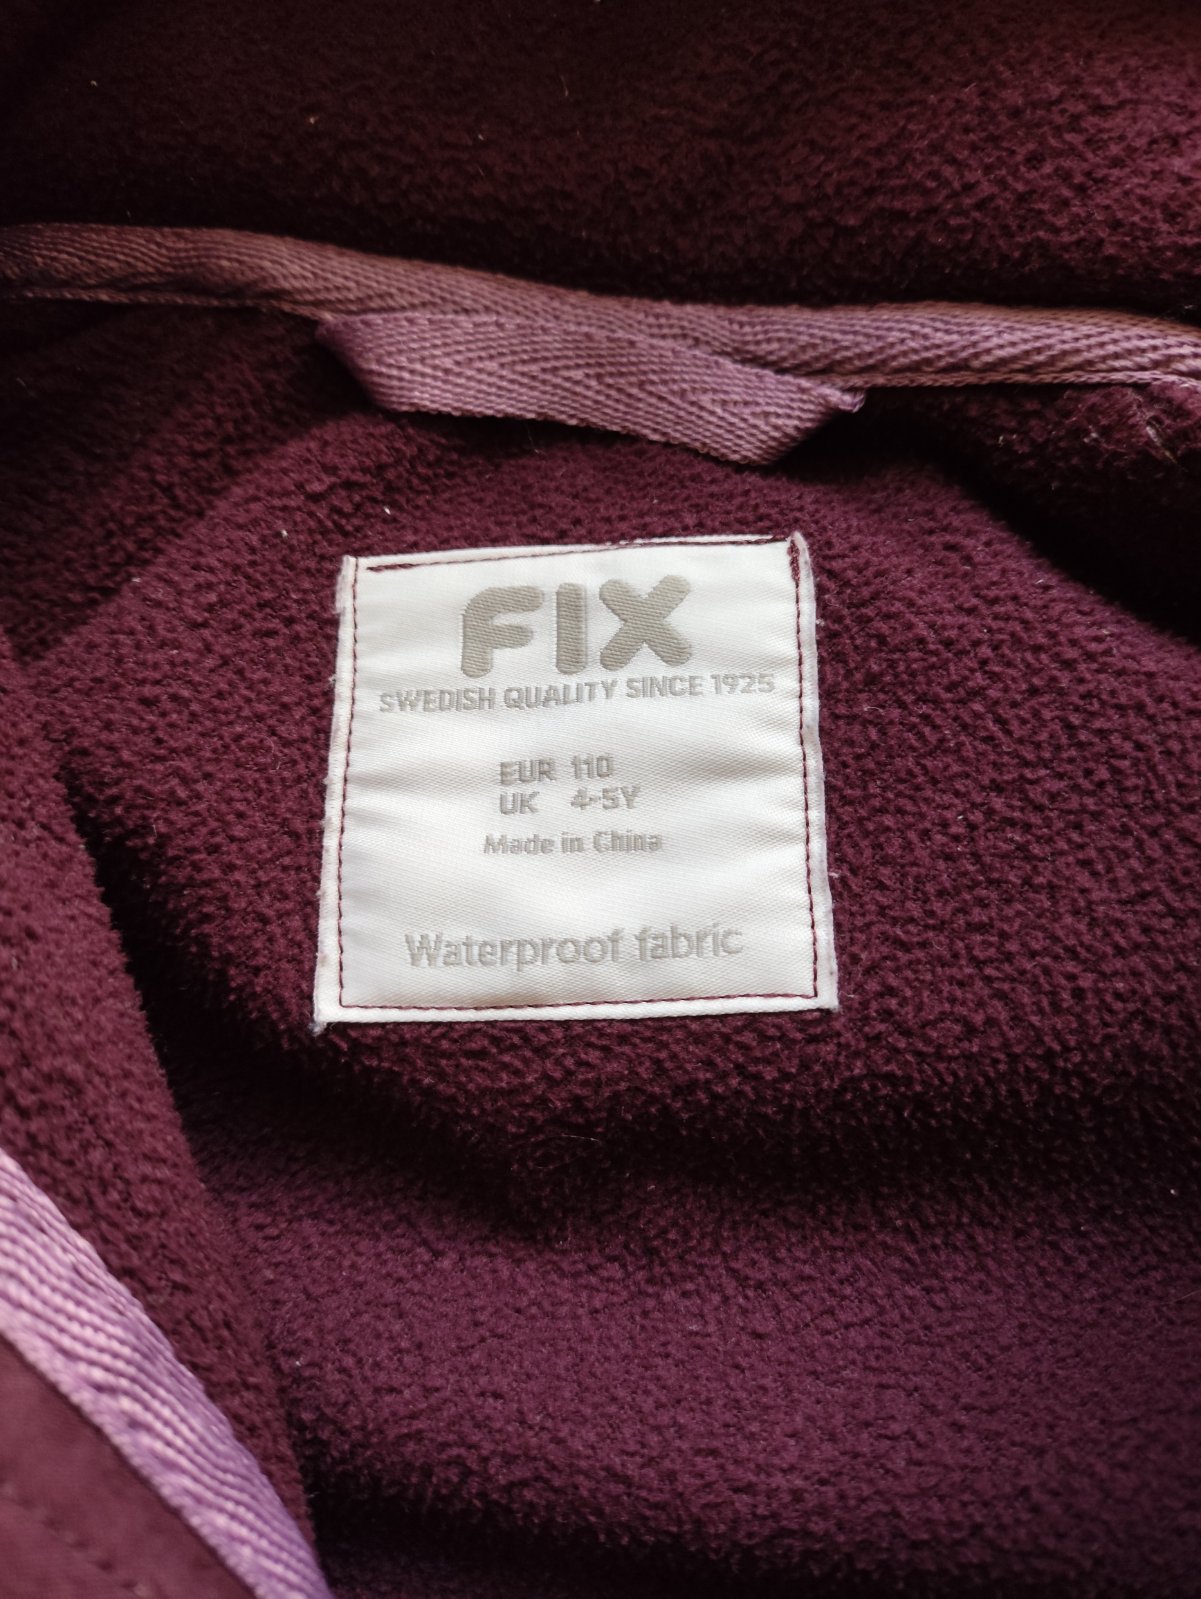 FIX
SWEDISH QUALITY SINCE 1925
EUR 110
UK 4-5Y
Made in China
Waterproof fabric